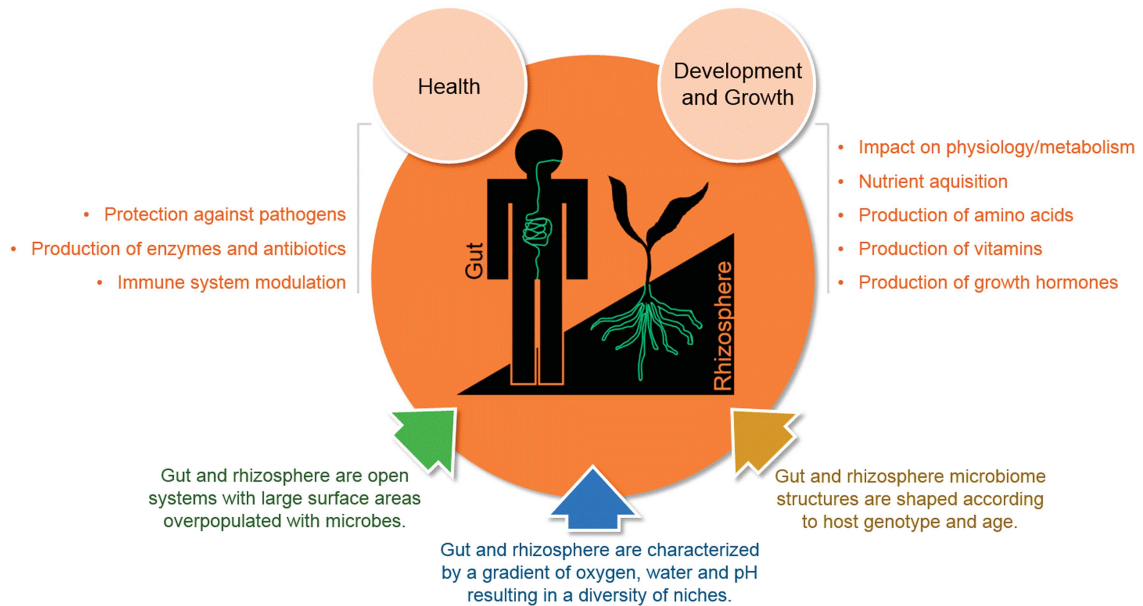 Health
Development
and Growth
• Protection against pathogens
• Production of enzymes and antibiotics
• Immune system modulation
• Impact on physiology/metabolism
• Nutrient aquisition
• Production of amino acids
• Production of vitamins
• Production of growth hormones
Gut
Rhizosphere
Gut and rhizosphere are open
systems with large surface areas
overpopulated with microbes.
Gut and rhizosphere are characterized
by a gradient of oxygen, water and pH
resulting in a diversity of niches.
Gut and rhizosphere microbiome
structures are shaped according
to host genotype and age.